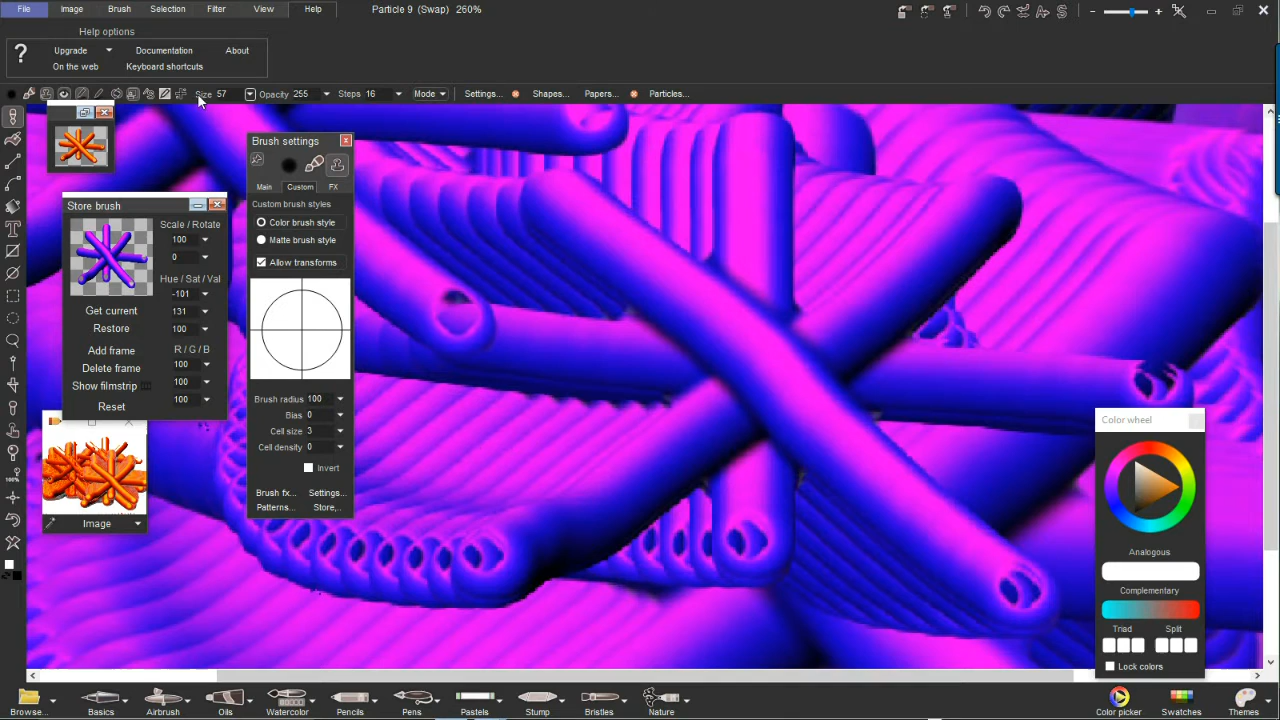 File Image Brush Selection Filter View Help Particle 9 (Swap) 260%
Help options
Upgrade Documentation About
On the web Keyboard shortcuts
Size 57 Opacity 255 Steps 16 Mode Settings... Shapes... Papers... Particles...
Store brush
Scale / Rotate
100
0
Hue / Sat / Val
-101
Get current 131
Restore 100
Add frame R / G / B
Delete frame 100
Show filmstrip 100
Reset 100
Image
Brush settings
Main Custom FX
Custom brush styles
Color brush style
Matte brush style
Allow transforms
Brush radius 100
Bias 0
Cell size 3
Cell density 0
Invert
Brush fx... Settings...
Patterns... Store,..
100%
Color wheel
Analogous
Complementary
Triad Split
Lock colors
Browse... Basics Airbrush Oils Watercolor Pencils Pens Pastels Stump Bristles Nature Color picker Swatches Themes